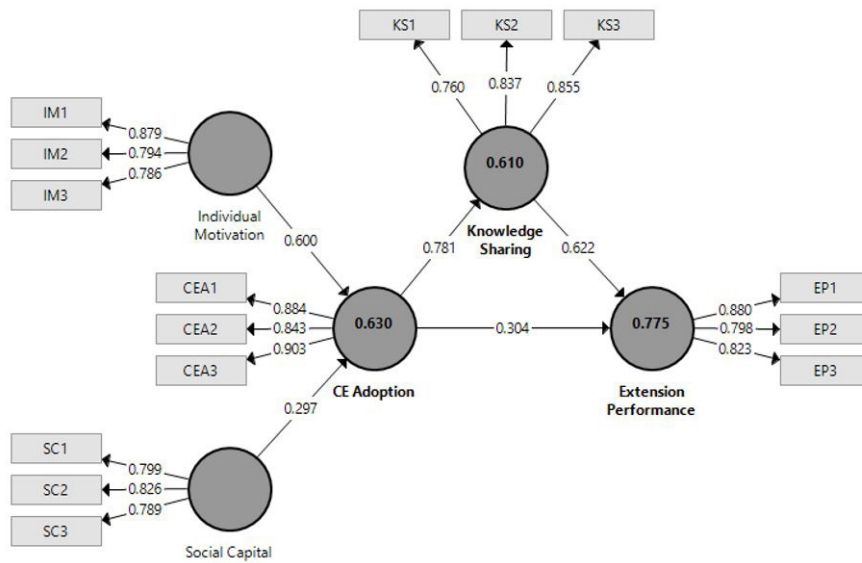 KS1
KS2
KS3
0.760
0.837
0.855
IM1
IM2
IM3
0.879
0.794
0.786
Individual
Motivation
0.610
Knowledge
Sharing
0.600
0.781
0.622
CEA1
CEA2
CEA3
0.884
0.843
0.903
0.630
CE Adoption
0.304
0.775
Extension
Performance
0.880
0.798
0.823
EP1
EP2
EP3
0.297
SC1
SC2
SC3
0.799
0.826
0.789
Social Capital